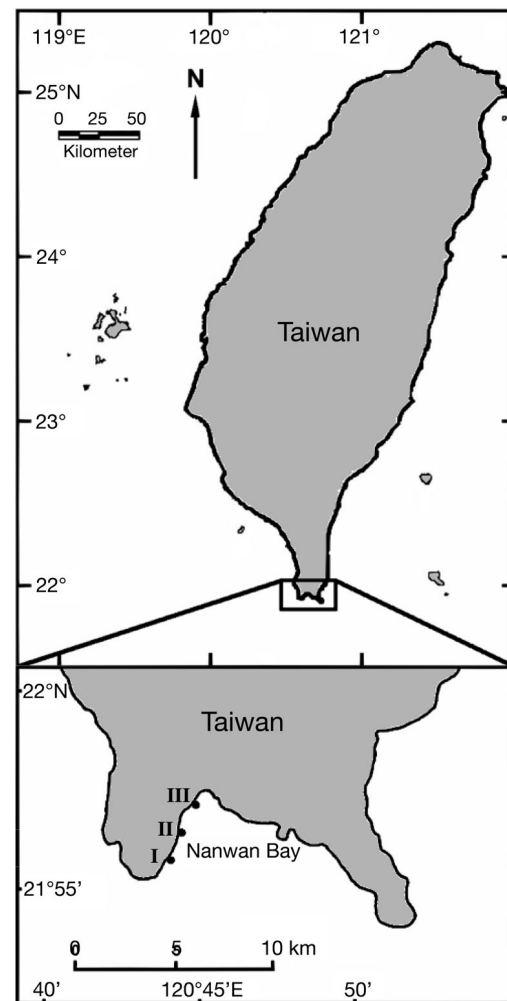 119°E 120° 121°
25°N
N
0 25 50
Kilometer
24°
Taiwan
23°
22°
22°N
Taiwan
III
II
I
Nanwan Bay
21°55'
0 5 10 km
40' 120°45'E 50'